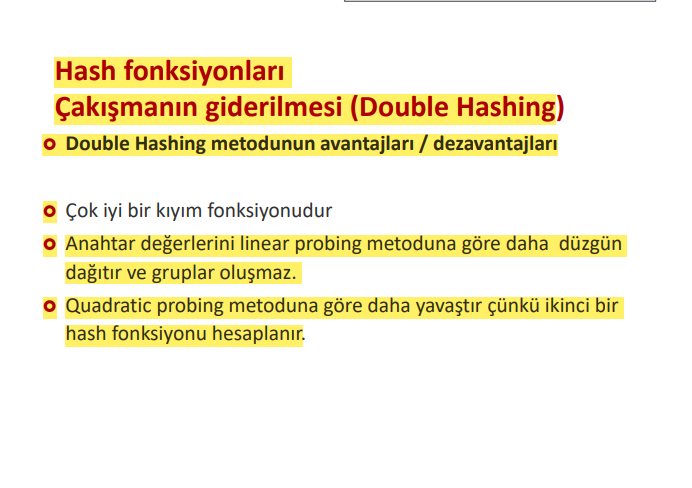 Hash fonksiyonları
Çakışmanın giderilmesi (Double Hashing)
Double Hashing metodunun avantajları / dezavantajları
Çok iyi bir kıyım fonksiyonudur
Anahtar değerlerini linear probing metoduna göre daha düzgün
dağıtır ve gruplar oluşmaz.
Quadratic probing metoduna göre daha yavaştır çünkü ikinci bir
hash fonksiyonu hesaplanır.